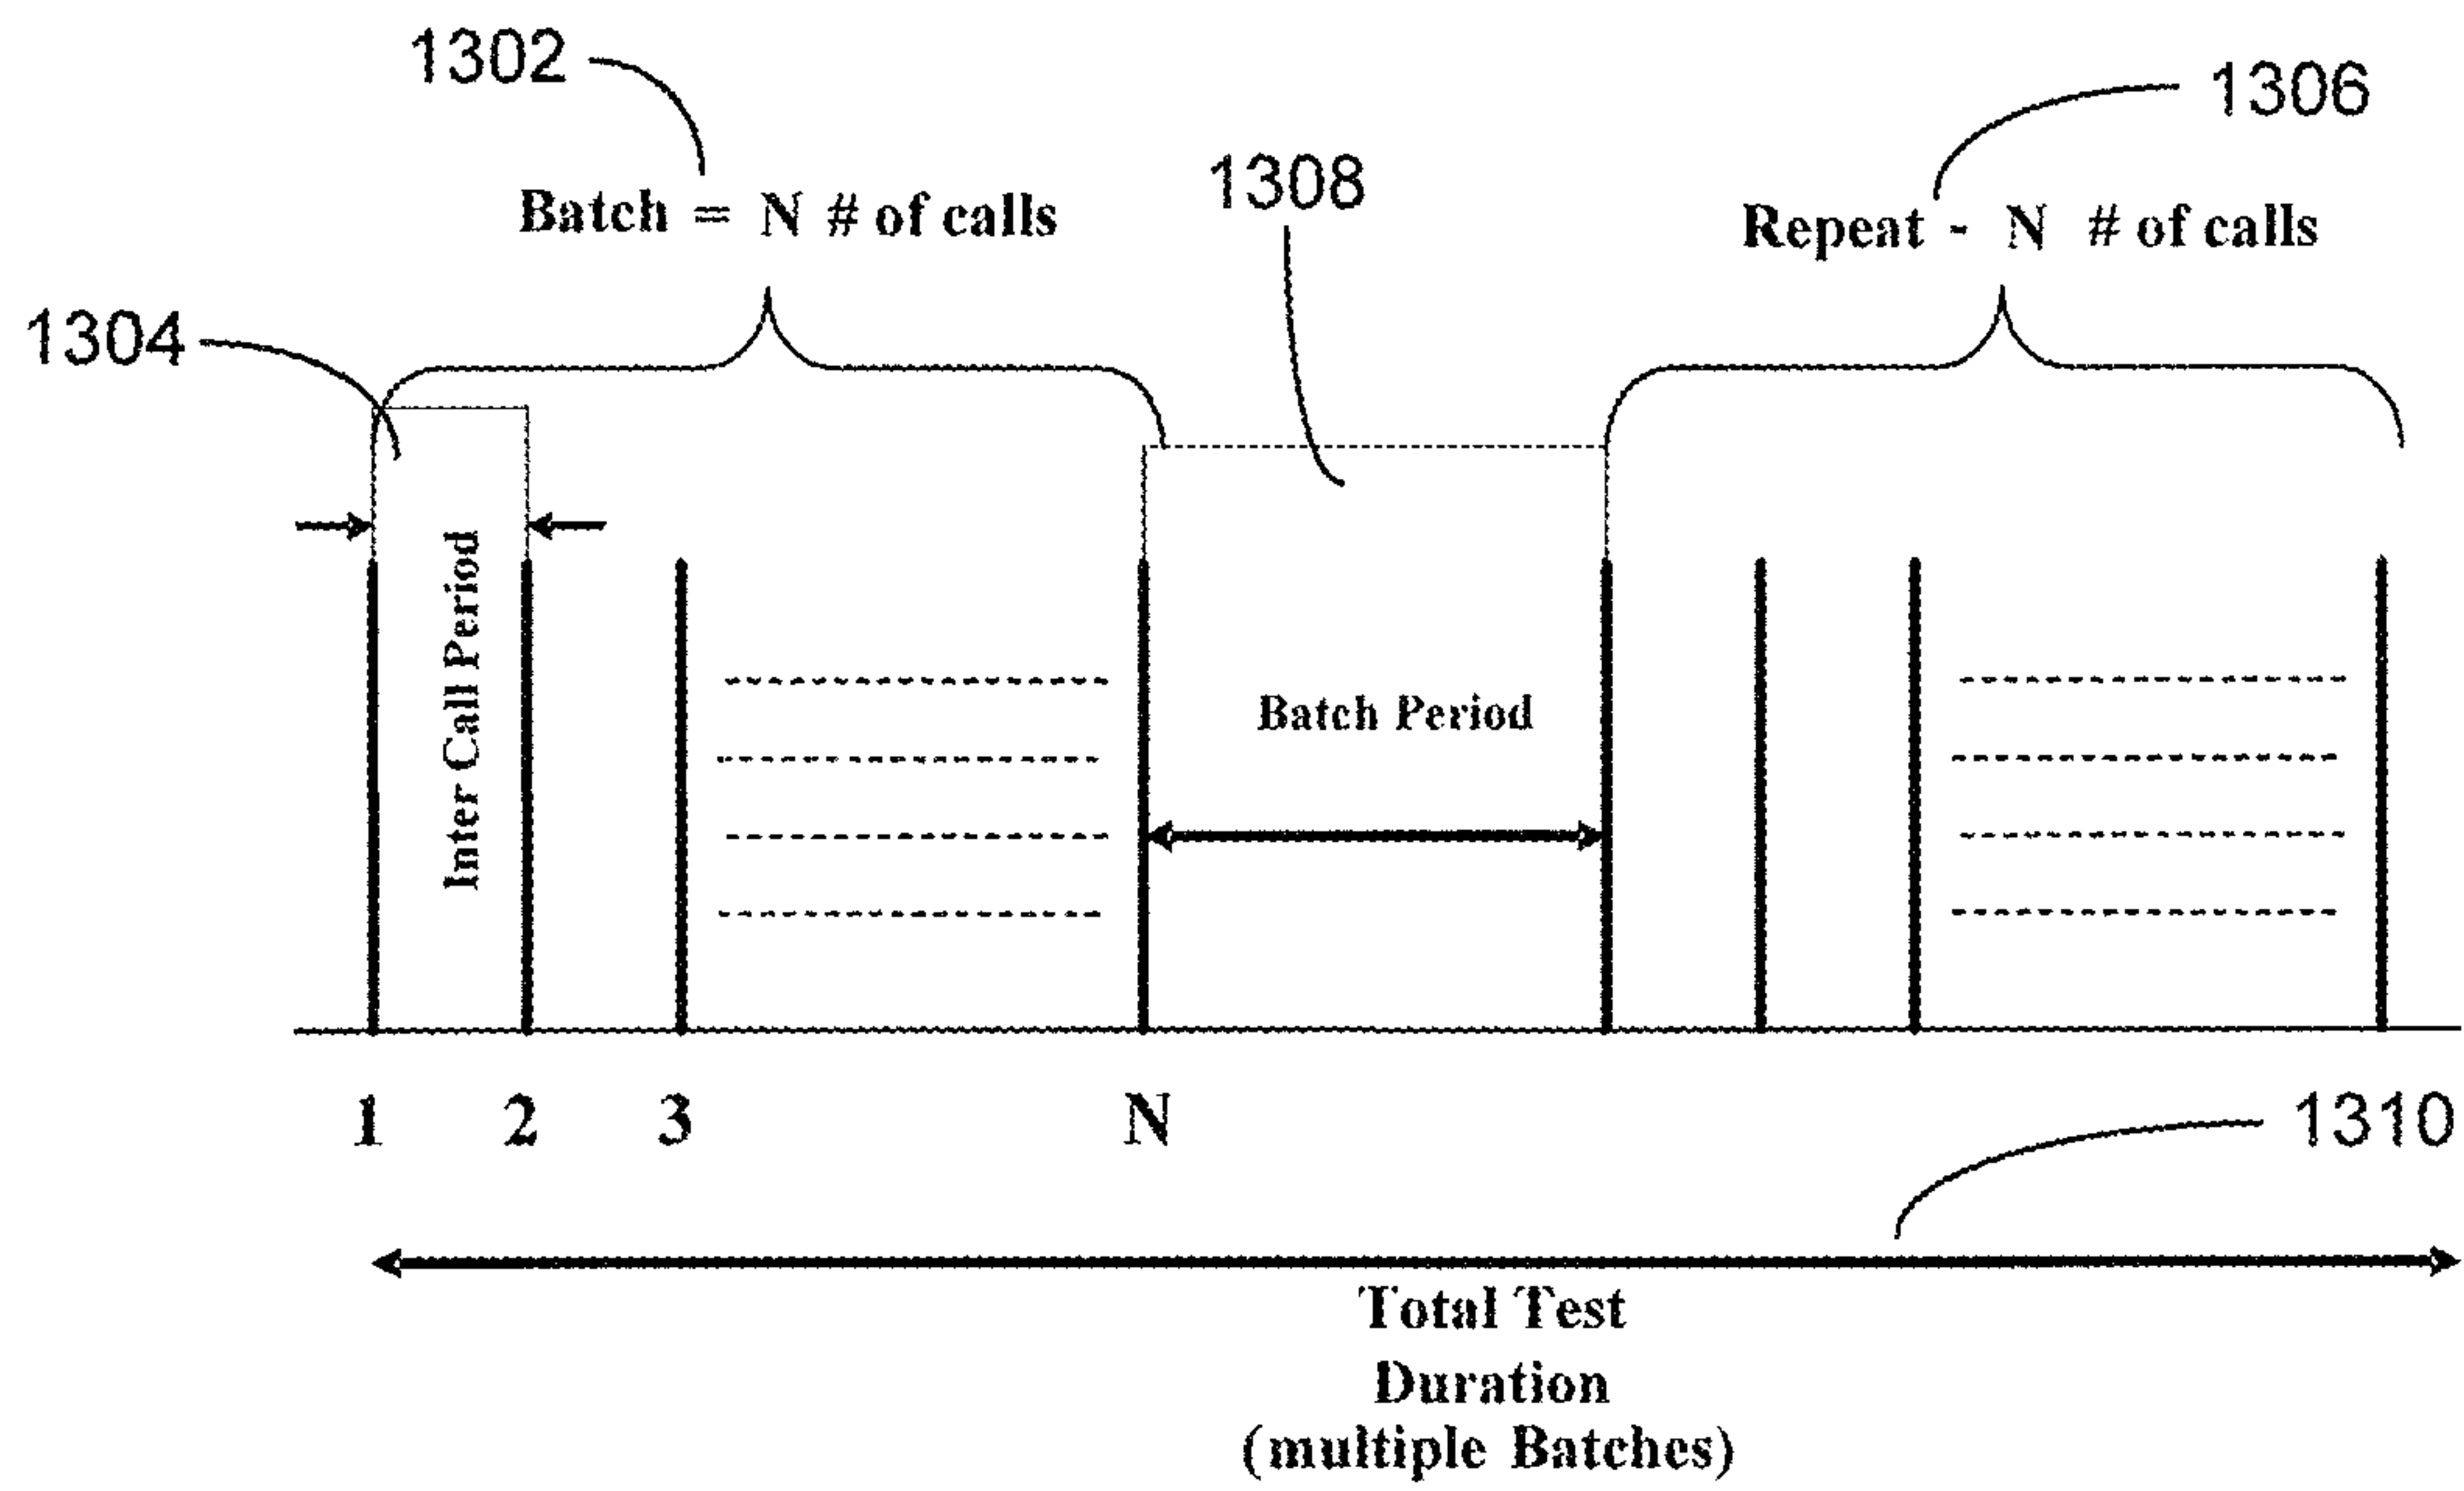 1302
1306
1308
Batch = N # of calls
Repeat - N # of calls
1304
Inter Call Period
Batch Period
1 2 3 N
1310
Total Test
Duration
(multiple Batches)